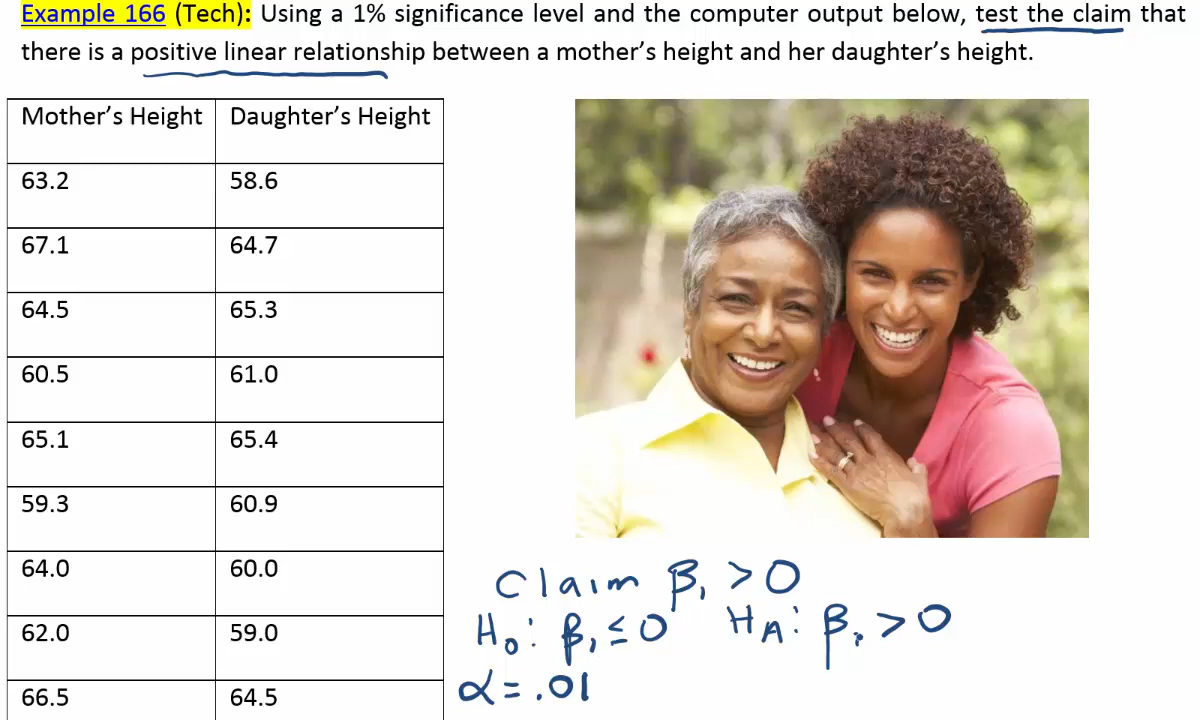 Example 166 (Tech): Using a 1% significance level and the computer output below, test the claim that
there is a positive linear relationship between a mother’s height and her daughter’s height.
Mother’s Height Daughter’s Height
63.2 58.6
67.1 64.7
64.5 65.3
60.5 61.0
65.1 65.4
59.3 60.9
64.0 60.0
62.0 59.0
66.5 64.5
Claim β₁ > 0
H₀: β₁ ≤ 0 H_A: β₁ > 0
α = .01